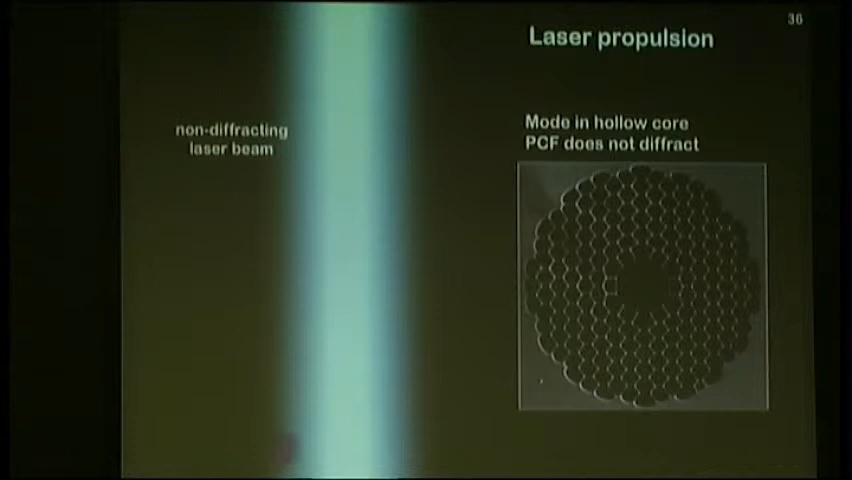 36
Laser propulsion
non-diffracting
laser beam
Mode in hollow core
PCF does not diffract